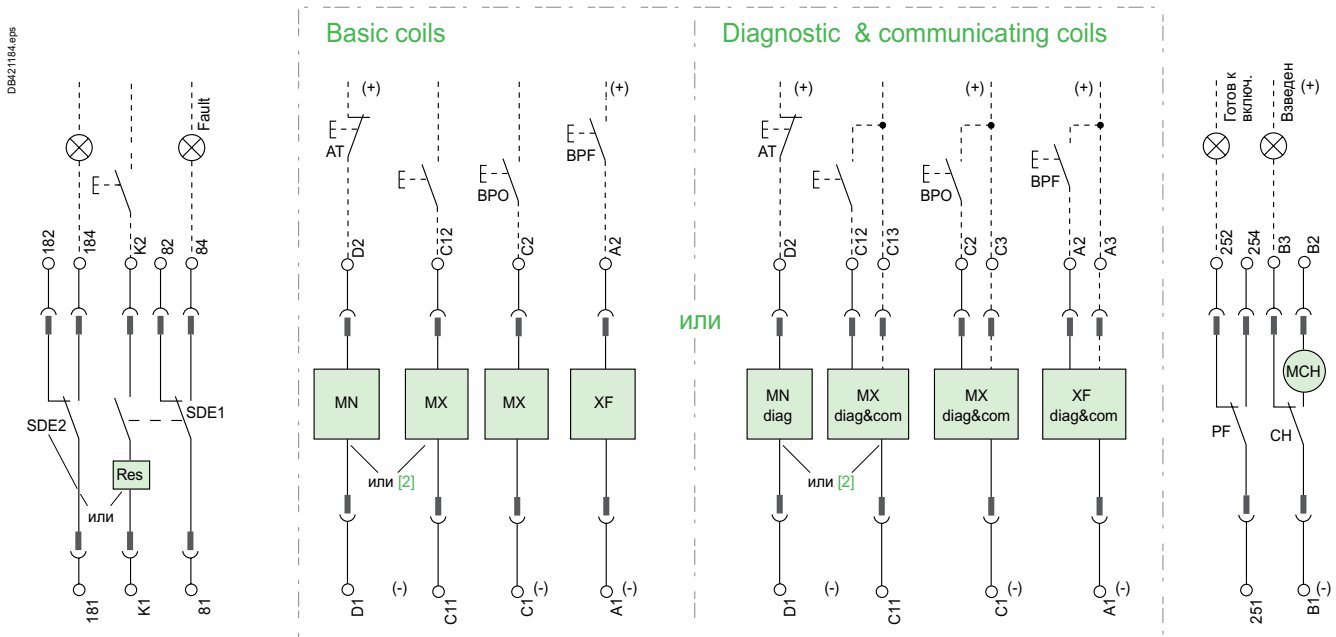 DB421184.eps
Basic coils
Diagnostic & communicating coils
Fault
(+)
(+)
(+)
(+)
(+)
Готов к
включ.
Взведен
(+)
AT
BPF
BPO
AT
BPO
BPF
182
184
K2
82
84
D2
C12
C2
A2
D2
C12
C13
C2
C3
A2
A3
252
254
B3
B2
или
SDE2
SDE1
Res
или
MN
MX
MX
XF
или [2]
MN
diag
MX
diag&com
MX
diag&com
XF
diag&com
или [2]
MCH
PF
CH
181
K1
81
D1
(-)
C11
C1
(-)
A1
(-)
D1
(-)
C11
C1
(-)
A1
(-)
251
B1
(-)